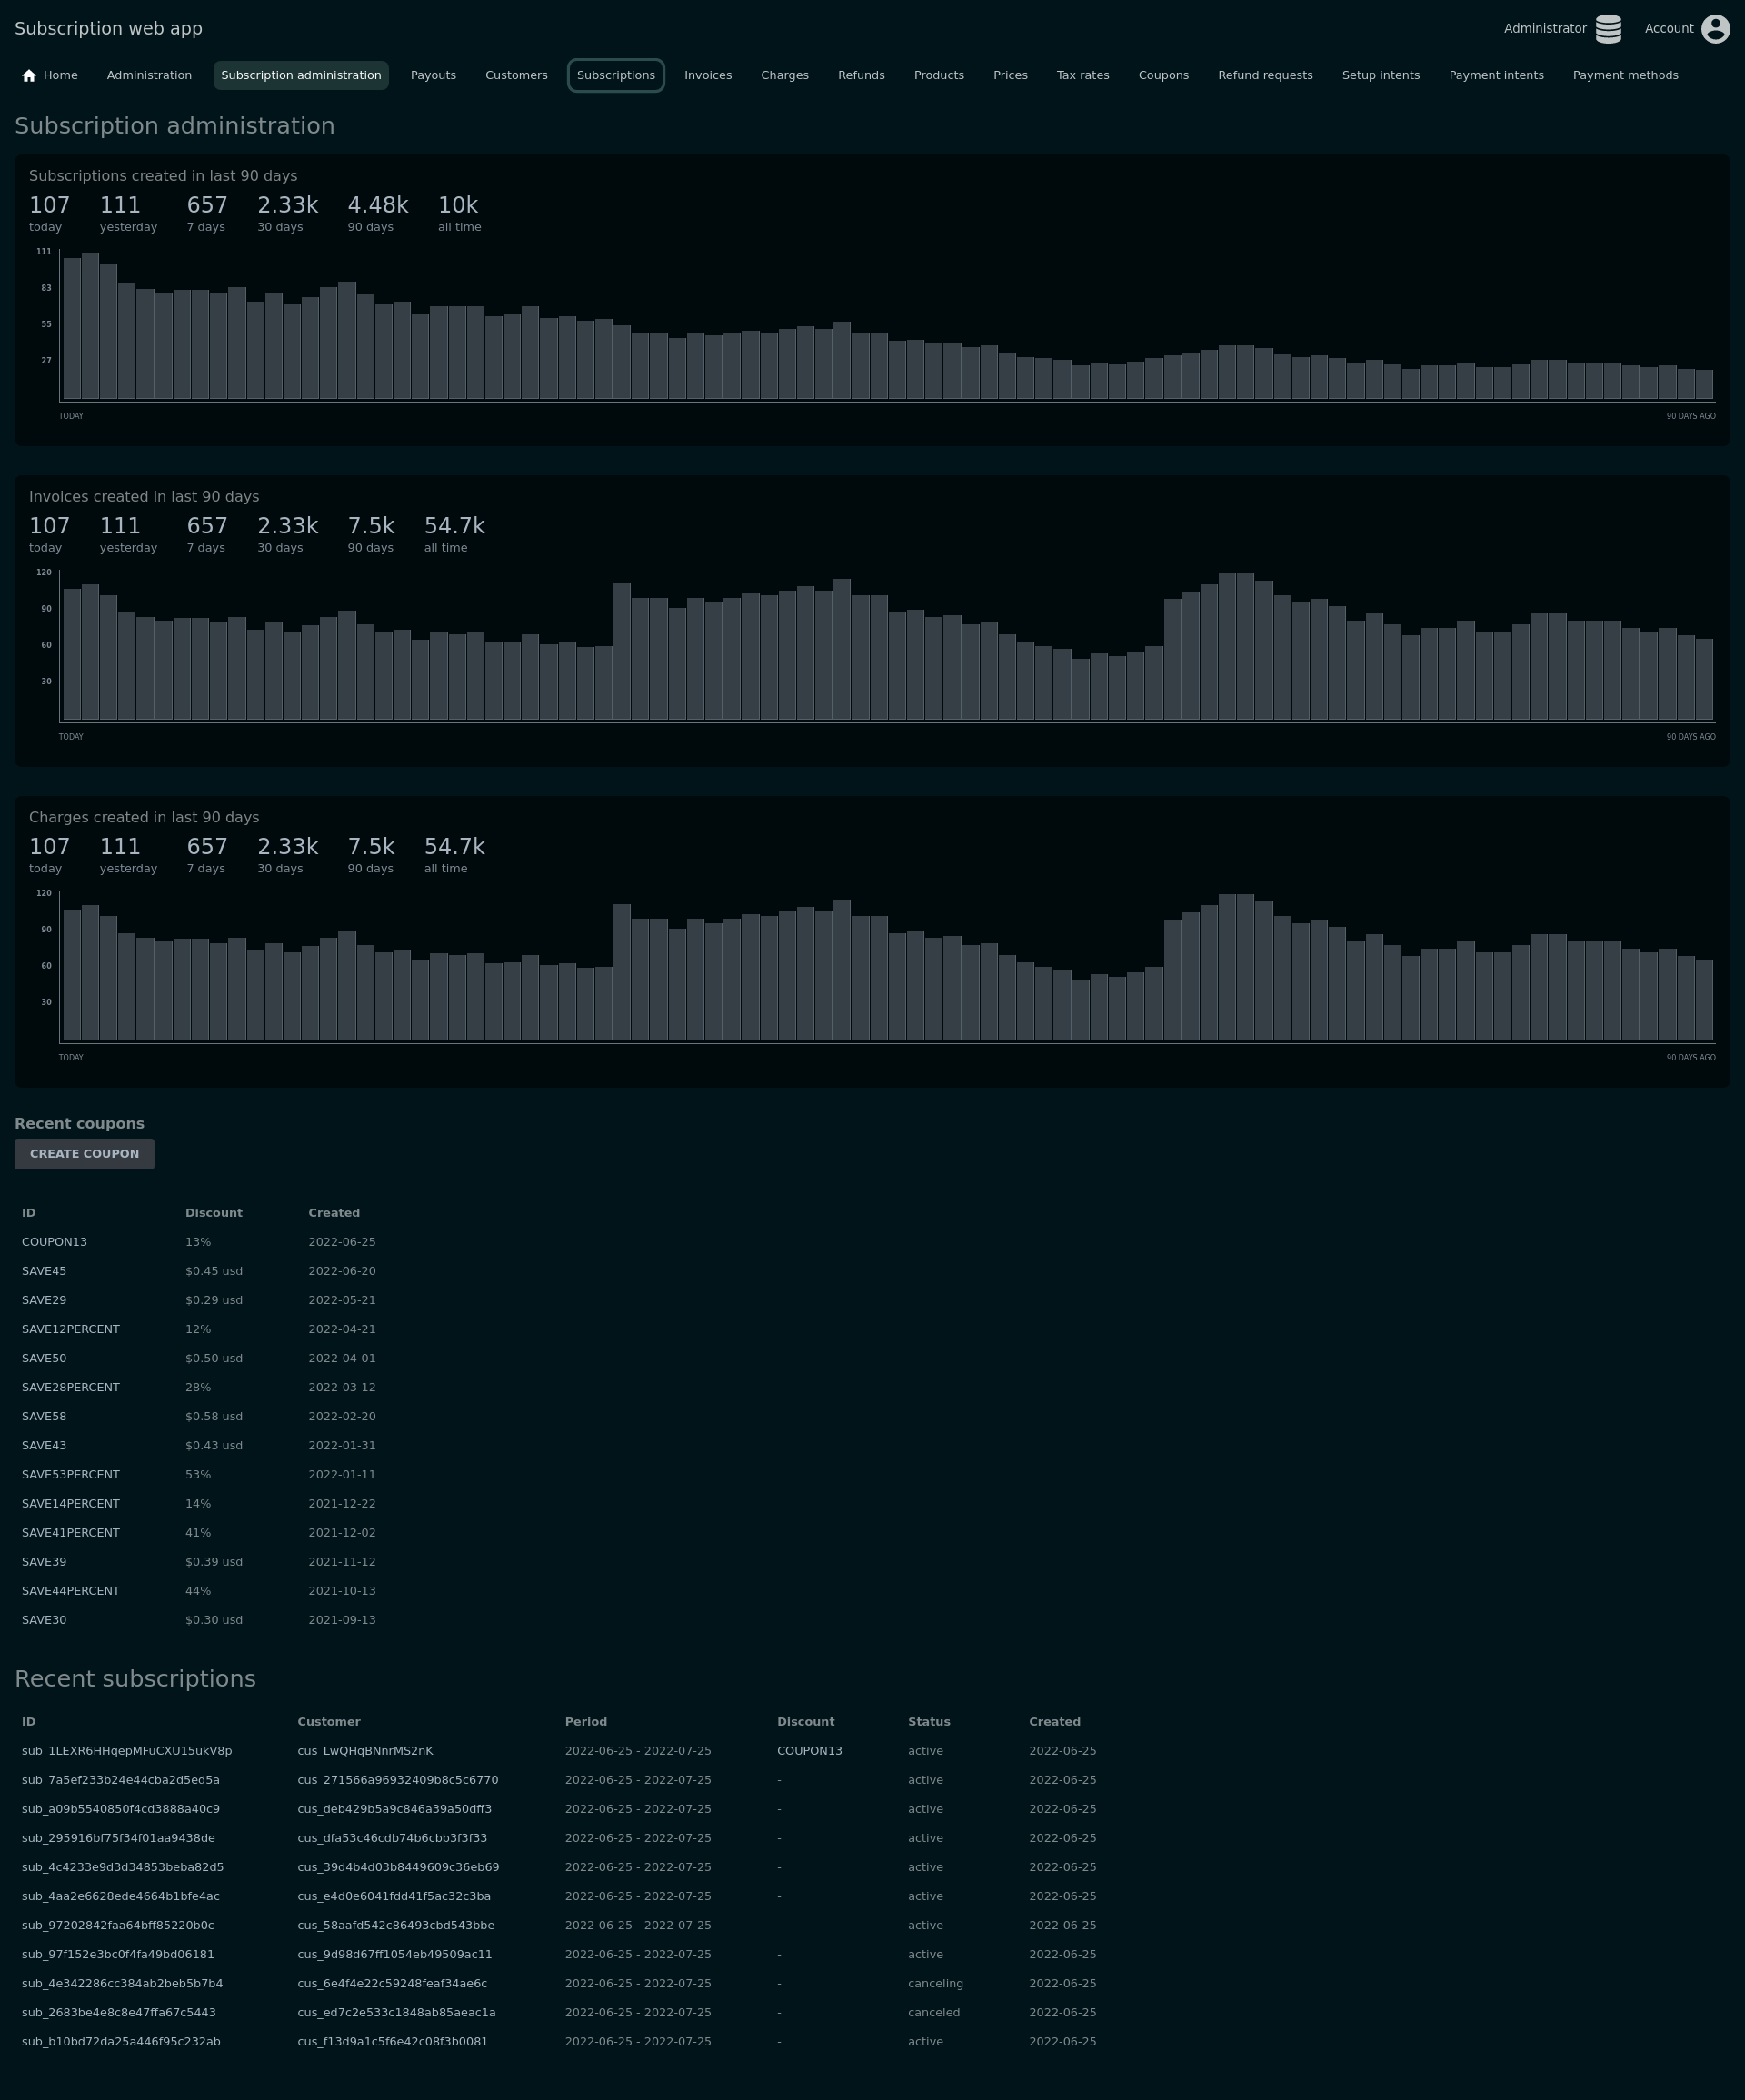 Subscription web app
Administrator Account
Home Administration Subscription administration Payouts Customers Subscriptions Invoices Charges Refunds Products Prices Tax rates Coupons Refund requests Setup intents Payment intents Payment methods
Subscription administration
Subscriptions created in last 90 days
107 111 657 2.33k 4.48k 10k
today yesterday 7 days 30 days 90 days all time
111
83
55
27
TODAY 90 DAYS AGO
Invoices created in last 90 days
107 111 657 2.33k 7.5k 54.7k
today yesterday 7 days 30 days 90 days all time
120
90
60
30
TODAY 90 DAYS AGO
Charges created in last 90 days
107 111 657 2.33k 7.5k 54.7k
today yesterday 7 days 30 days 90 days all time
120
90
60
30
TODAY 90 DAYS AGO
Recent coupons
CREATE COUPON
ID Discount Created
COUPON13 13% 2022-06-25
SAVE45 $0.45 usd 2022-06-20
SAVE29 $0.29 usd 2022-05-21
SAVE12PERCENT 12% 2022-04-21
SAVE50 $0.50 usd 2022-04-01
SAVE28PERCENT 28% 2022-03-12
SAVE58 $0.58 usd 2022-02-20
SAVE43 $0.43 usd 2022-01-31
SAVE53PERCENT 53% 2022-01-11
SAVE14PERCENT 14% 2021-12-22
SAVE41PERCENT 41% 2021-12-02
SAVE39 $0.39 usd 2021-11-12
SAVE44PERCENT 44% 2021-10-13
SAVE30 $0.30 usd 2021-09-13
Recent subscriptions
ID Customer Period Discount Status Created
sub_1LEXR6HHqepMFuCXU15ukV8p cus_LwQHqBNnrMS2nK 2022-06-25 - 2022-07-25 COUPON13 active 2022-06-25
sub_7a5ef233b24e44cba2d5ed5a cus_271566a96932409b8c5c6770 2022-06-25 - 2022-07-25 - active 2022-06-25
sub_a09b5540850f4cd3888a40c9 cus_deb429b5a9c846a39a50dff3 2022-06-25 - 2022-07-25 - active 2022-06-25
sub_295916bf75f34f01aa9438de cus_dfa53c46cdb74b6cbb3f3f33 2022-06-25 - 2022-07-25 - active 2022-06-25
sub_4c4233e9d3d34853beba82d5 cus_39d4b4d03b8449609c36eb69 2022-06-25 - 2022-07-25 - active 2022-06-25
sub_4aa2e6628ede4664b1bfe4ac cus_e4d0e6041fdd41f5ac32c3ba 2022-06-25 - 2022-07-25 - active 2022-06-25
sub_97202842faa64bff85220b0c cus_58aafd542c86493cbd543bbe 2022-06-25 - 2022-07-25 - active 2022-06-25
sub_97f152e3bc0f4fa49bd06181 cus_9d98d67ff1054eb49509ac11 2022-06-25 - 2022-07-25 - active 2022-06-25
sub_4e342286cc384ab2beb5b7b4 cus_6e4f4e22c59248feaf34ae6c 2022-06-25 - 2022-07-25 - canceling 2022-06-25
sub_2683be4e8c8e47ffa67c5443 cus_ed7c2e533c1848ab85aeac1a 2022-06-25 - 2022-07-25 - canceled 2022-06-25
sub_b10bd72da25a446f95c232ab cus_f13d9a1c5f6e42c08f3b0081 2022-06-25 - 2022-07-25 - active 2022-06-25